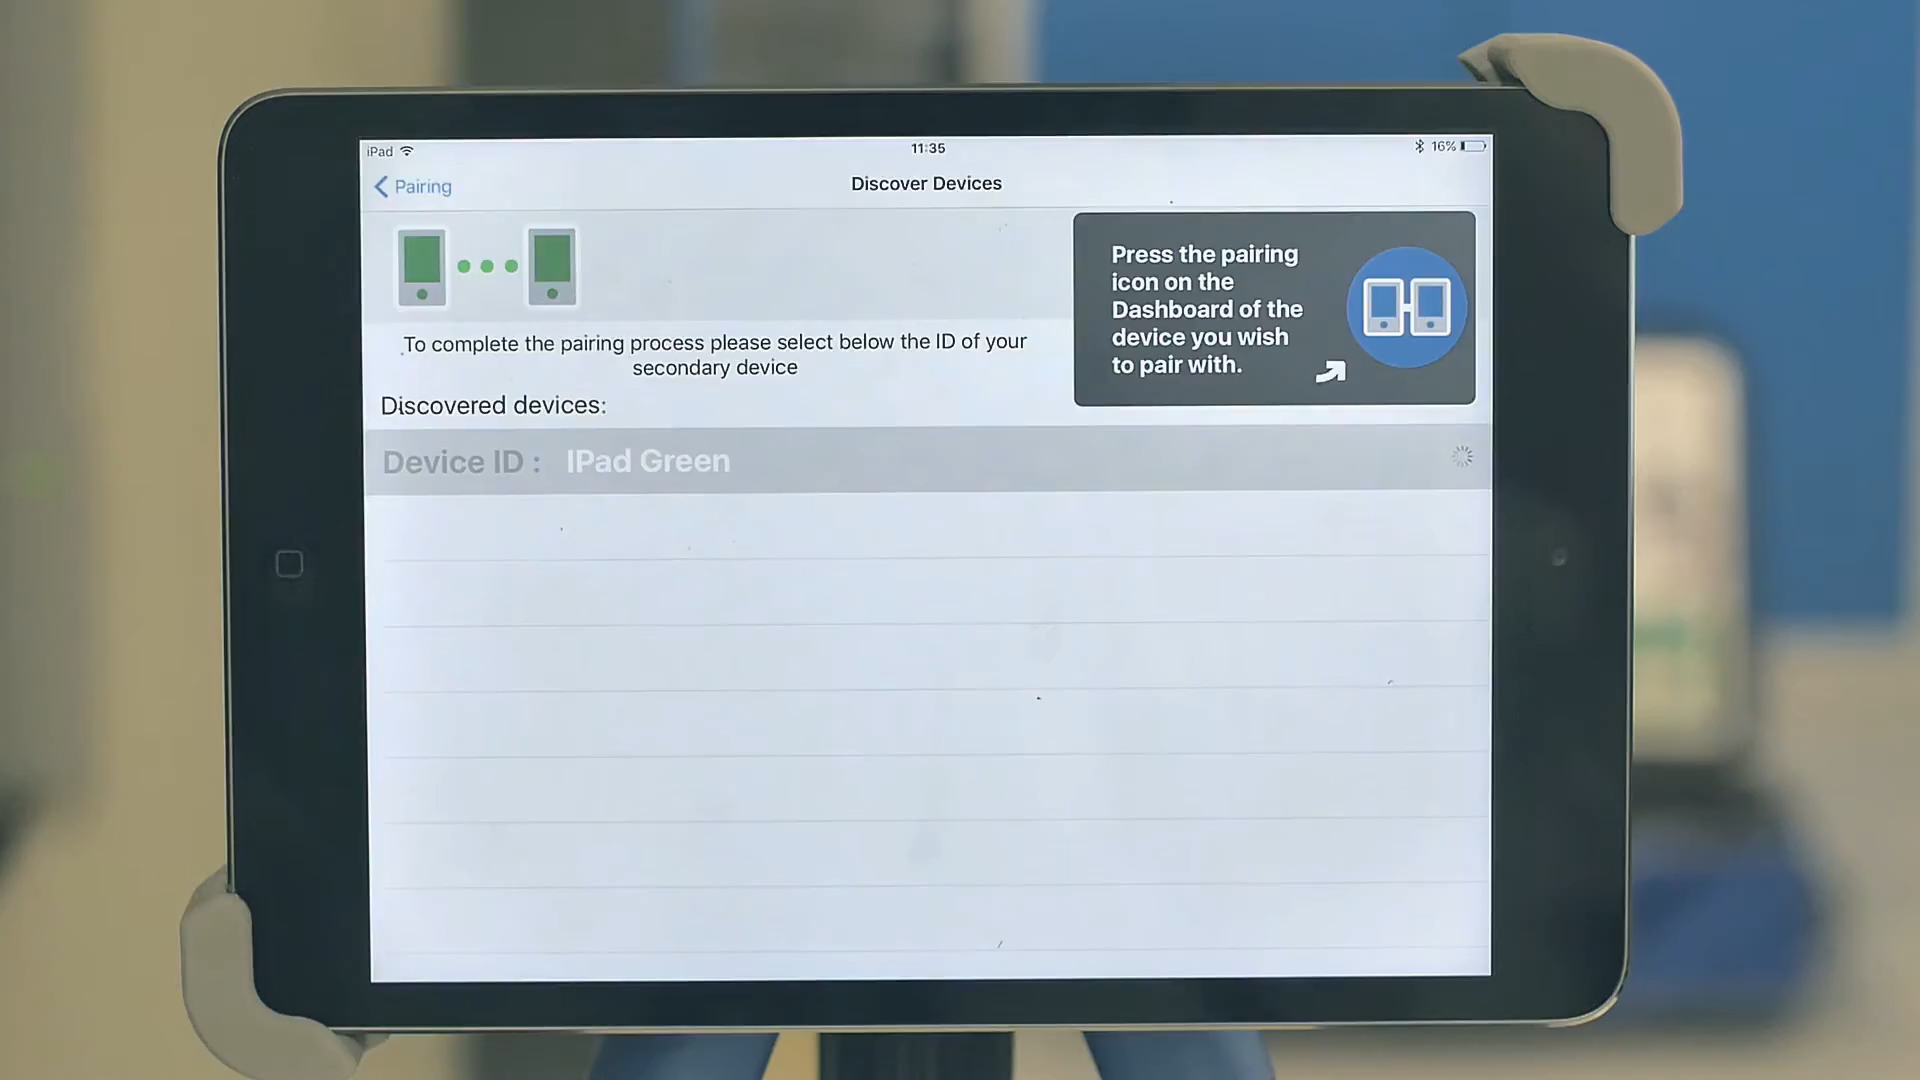 iPad 11:35 16%
Pairing Discover Devices
Press the pairing
icon on the
Dashboard of the
device you wish
to pair with.
To complete the pairing process please select below the ID of your
secondary device
Discovered devices:
Device ID : IPad Green